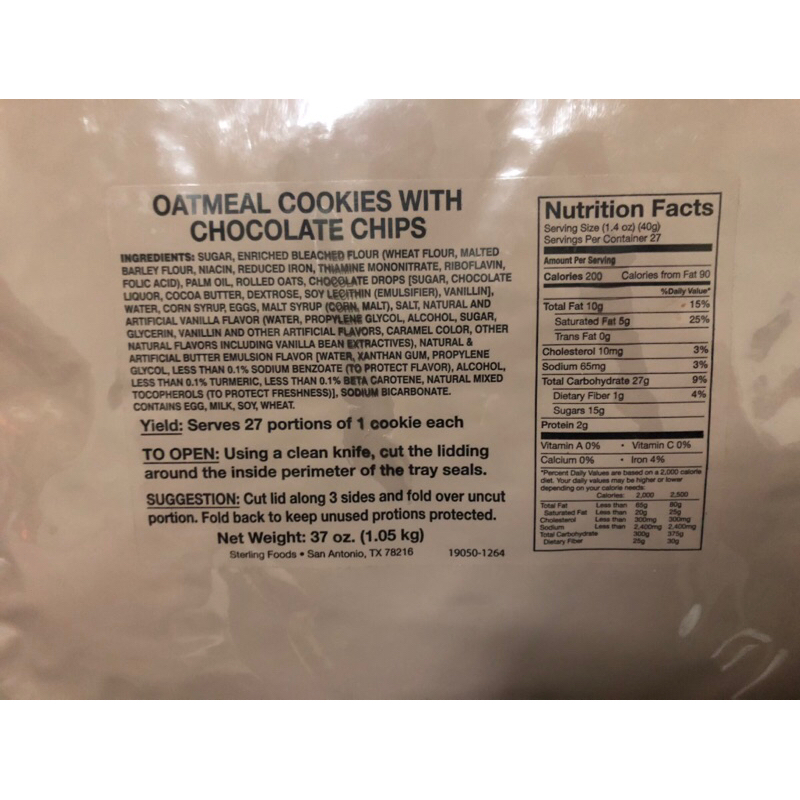 OATMEAL COOKIES WITH
CHOCOLATE CHIPS
INGREDIENTS: SUGAR, ENRICHED BLEACHED FLOUR (WHEAT FLOUR, MALTED
BARLEY FLOUR, NIACIN, REDUCED IRON, THIAMINE MONONITRATE, RIBOFLAVIN,
FOLIC ACID), PALM OIL, ROLLED OATS, CHOCOLATE DROPS [SUGAR, CHOCOLATE
LIQUOR, COCOA BUTTER, DEXTROSE, SOY LECITHIN (EMULSIFIER), VANILLIN],
WATER, CORN SYRUP, EGGS, MALT SYRUP (CORN, MALT), SALT, NATURAL AND
ARTIFICIAL VANILLA FLAVOR (WATER, PROPYLENE GLYCOL, ALCOHOL, SUGAR,
GLYCERIN, VANILLIN AND OTHER ARTIFICIAL FLAVORS, CARAMEL COLOR, OTHER
NATURAL FLAVORS INCLUDING VANILLA BEAN EXTRACTIVES), NATURAL &
ARTIFICIAL BUTTER EMULSION FLAVOR [WATER, XANTHAN GUM, PROPYLENE
GLYCOL, LESS THAN 0.1% SODIUM BENZOATE (TO PROTECT FLAVOR), ALCOHOL,
LESS THAN 0.1% TURMERIC, LESS THAN 0.1% BETA CAROTENE, NATURAL MIXED
TOCOPHEROLS (TO PROTECT FRESHNESS)], SODIUM BICARBONATE.
CONTAINS EGG, MILK, SOY, WHEAT.
Yield: Serves 27 portions of 1 cookie each
TO OPEN: Using a clean knife, cut the lidding
around the inside perimeter of the tray seals.
SUGGESTION: Cut lid along 3 sides and fold over uncut
portion. Fold back to keep unused protions protected.
Net Weight: 37 oz. (1.05 kg)
Sterling Foods • San Antonio, TX 78216 19050-1264
Nutrition Facts
Serving Size (1.4 oz) (40g)
Servings Per Container 27
Amount Per Serving
Calories 200 Calories from Fat 90
%Daily Value*
Total Fat 10g 15%
Saturated Fat 5g 25%
Trans Fat 0g
Cholesterol 10mg 3%
Sodium 65mg 3%
Total Carbohydrate 27g 9%
Dietary Fiber 1g 4%
Sugars 15g
Protein 2g
Vitamin A 0% • Vitamin C 0%
Calcium 0% • Iron 4%
*Percent Daily Values are based on a 2,000 calorie
diet. Your daily values may be higher or lower
depending on your calorie needs:
Calories: 2,000 2,500
Total Fat Less than 65g 80g
Saturated Fat Less than 20g 25g
Cholesterol Less than 300mg 300mg
Sodium Less than 2,400mg 2,400mg
Total Carbohydrate 300g 375g
Dietary Fiber 25g 30g